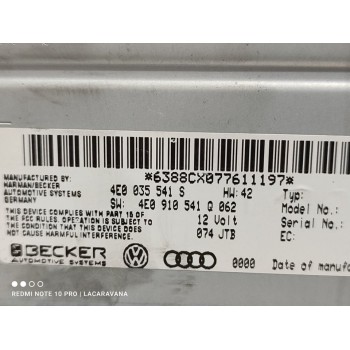 *6388CX077611197*
MANUFACTURED BY:
HARMAN/BECKER
AUTOMOTIVE SYSTEMS
GERMANY
4E0 035 541 S HW: 42 Typ:
SW: 4E0 910 541 Q 062 Model No.:
THIS DEVICE COMPLIES WITH PART 15 OF
THE FCC RULES. OPERATION IS SUBJECT TO
THE CONDITION THAT THIS DEVICE DOES
NOT CAUSE HARMFUL INTERFERENCE.
12 Volt Serial No.:
074 JTB EC:
BECKER
AUTOMOTIVE SYSTEMS
0000 Date of manufa
REDMI NOTE 10 PRO | LACARAVANA